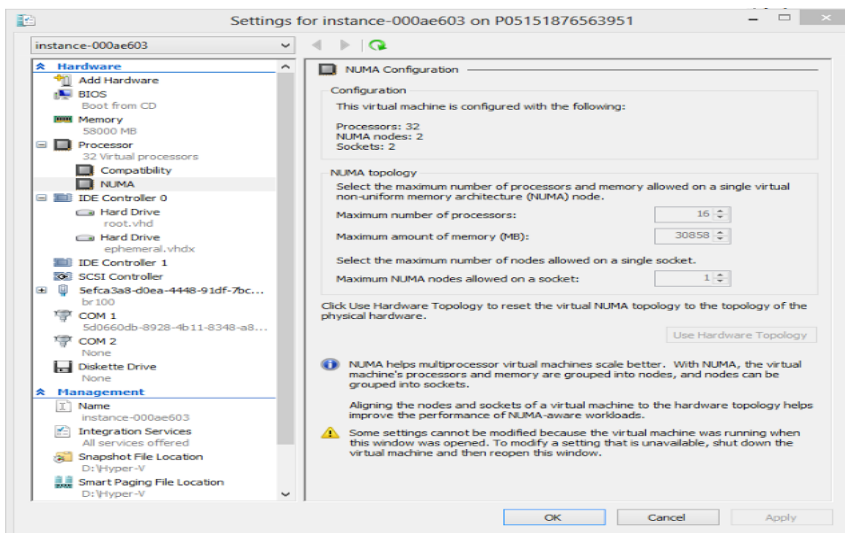 Settings for instance-000ae603 on P05151876563951
instance-000ae603
Hardware
Add Hardware
BIOS
Boot from CD
Memory
58000 MB
Processor
32 Virtual processors
Compatibility
NUMA
IDE Controller 0
Hard Drive
root.vhd
Hard Drive
ephemeral.vhdx
IDE Controller 1
SCSI Controller
5efca3a8-d0ea-4448-91df-7bc...
br100
COM 1
5d0660db-8928-4b11-8348-a8...
COM 2
None
Diskette Drive
None
Management
Name
instance-000ae603
Integration Services
All services offered
Snapshot File Location
D:\Hyper-V
Smart Paging File Location
D:\Hyper-V
NUMA Configuration
Configuration
This virtual machine is configured with the following:
Processors: 32
NUMA nodes: 2
Sockets: 2
NUMA topology
Select the maximum number of processors and memory allowed on a single virtual
non-uniform memory architecture (NUMA) node.
Maximum number of processors: 16
Maximum amount of memory (MB): 30858
Select the maximum number of nodes allowed on a single socket.
Maximum NUMA nodes allowed on a socket: 1
Click Use Hardware Topology to reset the virtual NUMA topology to the topology of the
physical hardware.
Use Hardware Topology
NUMA helps multiprocessor virtual machines scale better. With NUMA, the virtual
machine's processors and memory are grouped into nodes, and nodes can be
grouped into sockets.
Aligning the nodes and sockets of a virtual machine to the hardware topology helps
improve the performance of NUMA-aware workloads.
Some settings cannot be modified because the virtual machine was running when
this window was opened. To modify a setting that is unavailable, shut down the
virtual machine and then reopen this window.
OK
Cancel
Apply